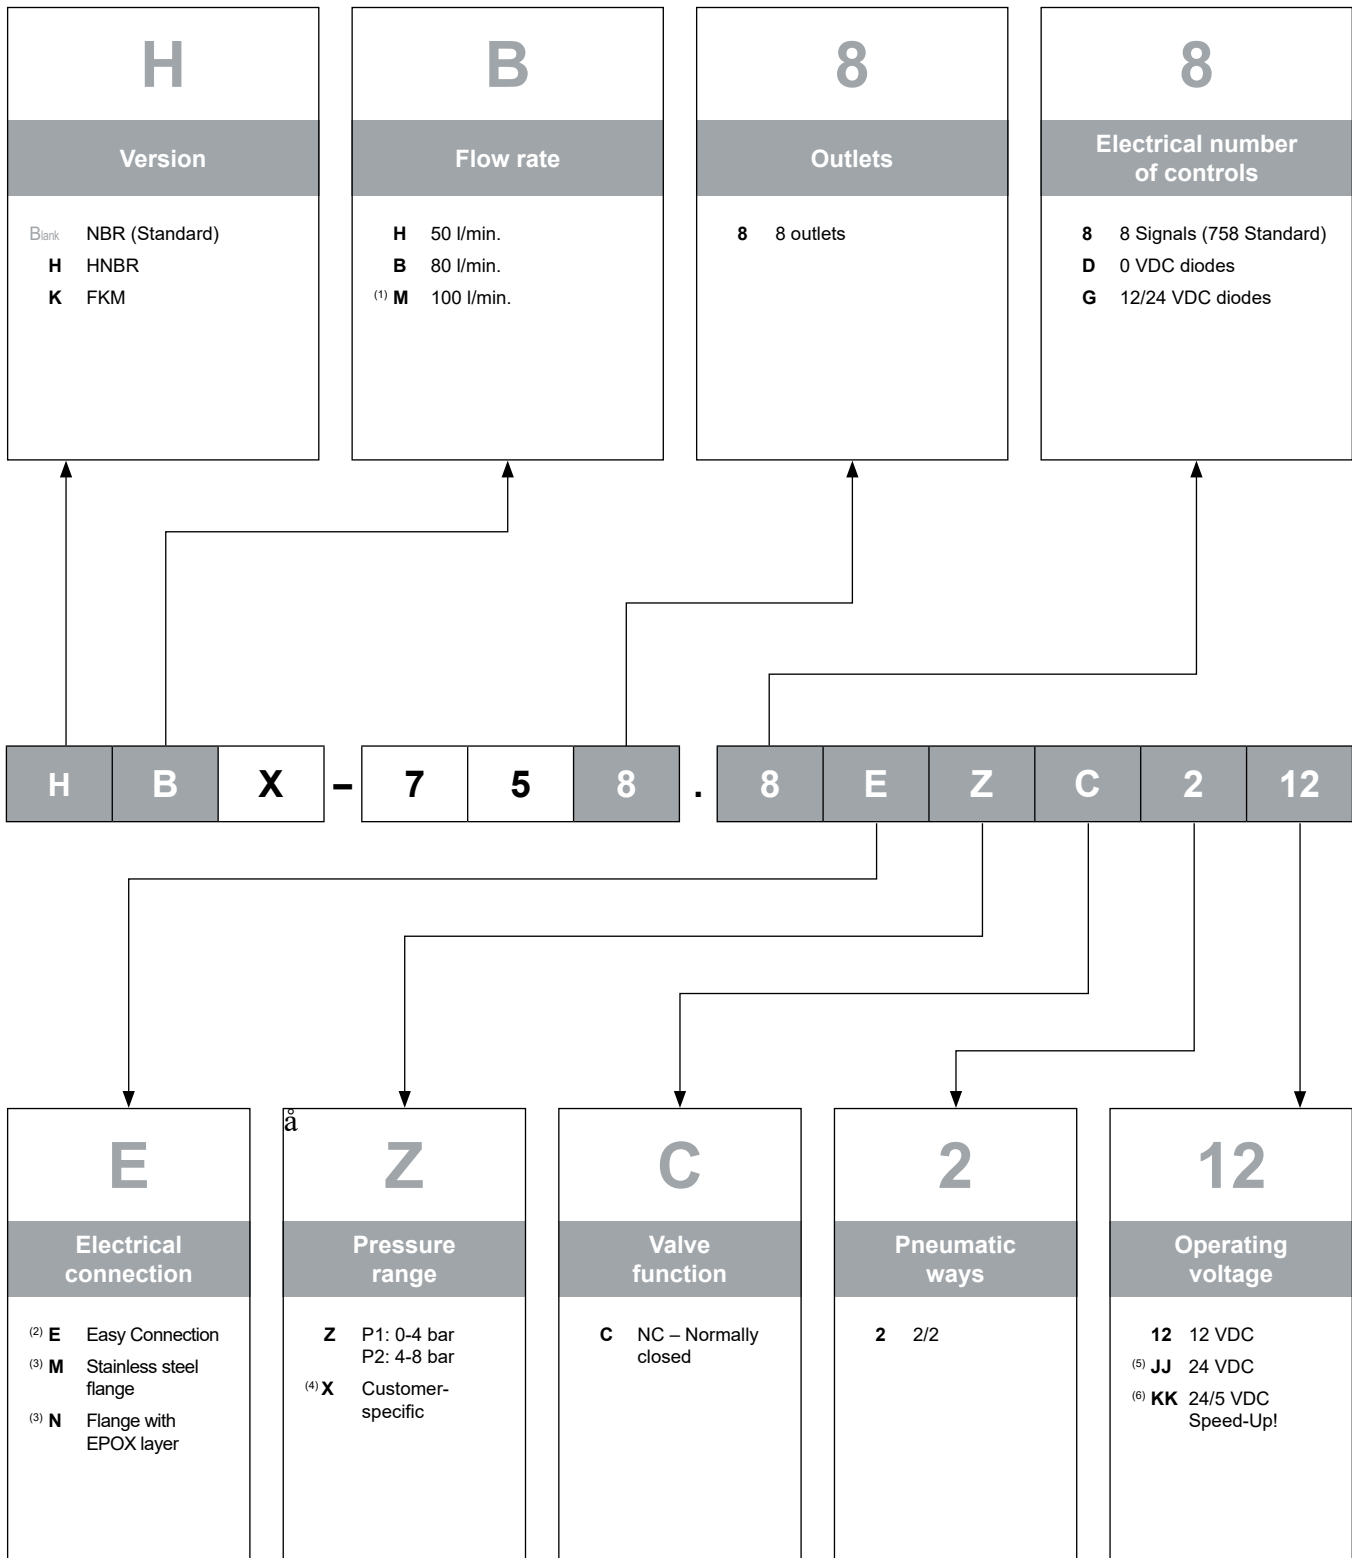 H
Version
Blank NBR (Standard)
H HNBR
K FKM
B
Flow rate
H 50 l/min.
B 80 l/min.
(1) M 100 l/min.
8
Outlets
8 8 outlets
8
Electrical number
of controls
8 8 Signals (758 Standard)
D 0 VDC diodes
G 12/24 VDC diodes
H B X – 7 5 8 . 8 E Z C 2 12
E
Electrical
connection
(2) E Easy Connection
(3) M Stainless steel
flange
(3) N Flange with
EPOX layer
å
Z
Pressure
range
Z P1: 0-4 bar
P2: 4-8 bar
(4) X Customer-
specific
C
Valve
function
C NC – Normally
closed
2
Pneumatic
ways
2 2/2
12
Operating
voltage
12 12 VDC
(5) JJ 24 VDC
(6) KK 24/5 VDC
Speed-Up!